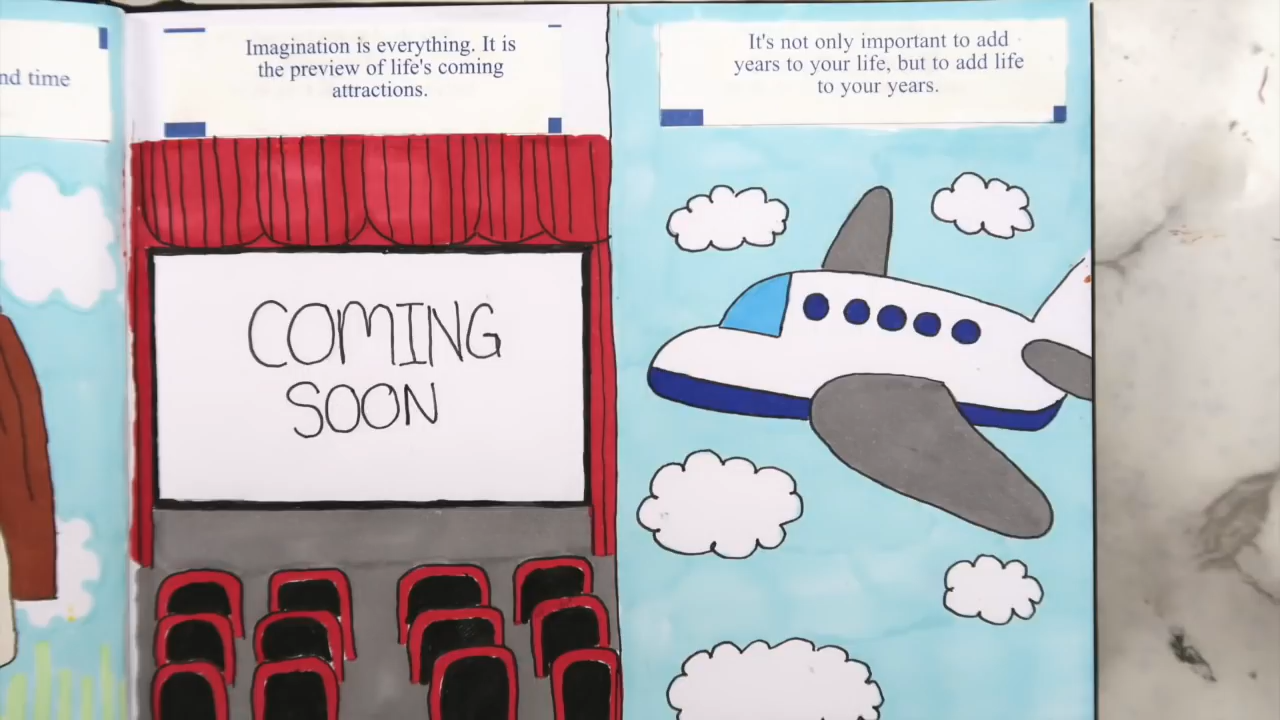 nd time
Imagination is everything. It is
the preview of life's coming
attractions.
COMING
SOON
It's not only important to add
years to your life, but to add life
to your years.